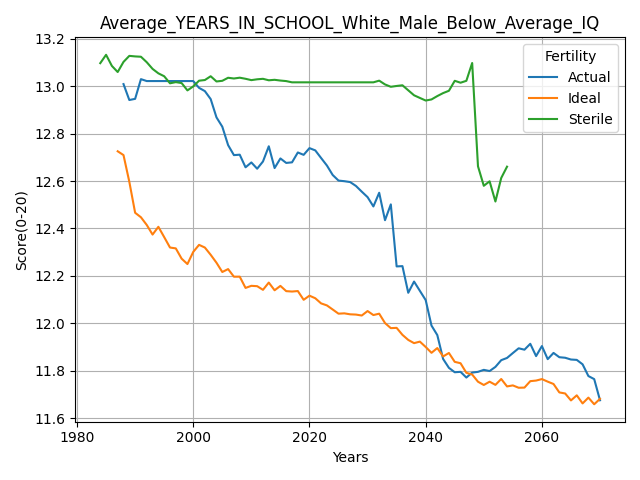 Average_YEARS_IN_SCHOOL_White_Male_Below_Average_IQ
Fertility
Actual
Ideal
Sterile
Score(0-20)
13.2
13.0
12.8
12.6
12.4
12.2
12.0
11.8
11.6
1980
2000
2020
2040
2060
Years